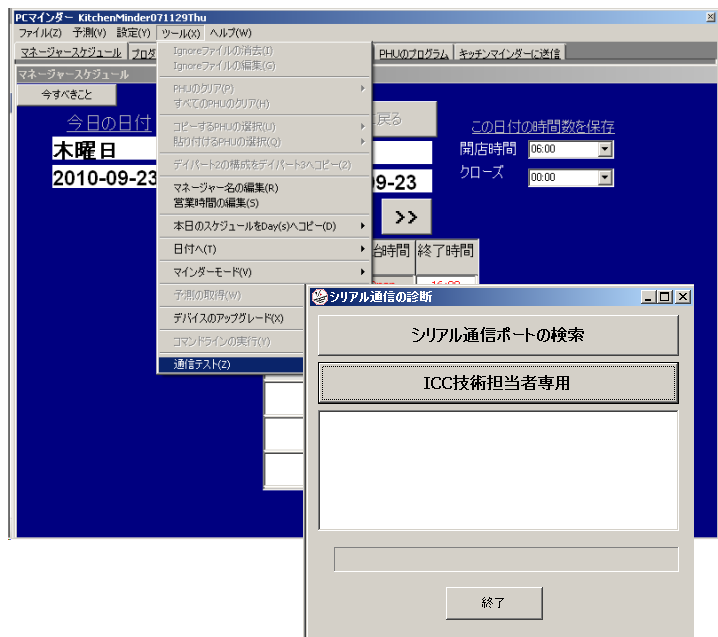 PCマインダー KitchenMinder071129Thu
ファイル(Z) 予測(V) 設定(Y) ツール(X) ヘルプ(W)
マネージャースケジュール プログ PHUのプログラム キッチンマインダーに送信
マネージャースケジュール
今すべきこと
今日の日付
木曜日
2010-09-23
Ignoreファイルの消去(I)
Ignoreファイルの編集(G)
PHUのクリア(P)
すべてのPHUのクリア(H)
コピーするPHUの選択(U)
貼り付けるPHUの選択(Q)
デイパート2の構成をデイパート3へコピー(2)
マネージャー名の編集(R)
営業時間の編集(S)
本日のスケジュールをDay(s)へコピー(D)
日付へ(T)
マインダーモード(V)
予測の取得(W)
デバイスのアップグレード(X)
コマンドラインの実行(Y)
通信テスト(Z)
戻る
09-23
>>
この日付の時間数を保存
開店時間 06:00
クローズ 00:00
始時間 終了時間
シリアル通信の診断
シリアル通信ポートの検索
ICC技術担当者専用
終了